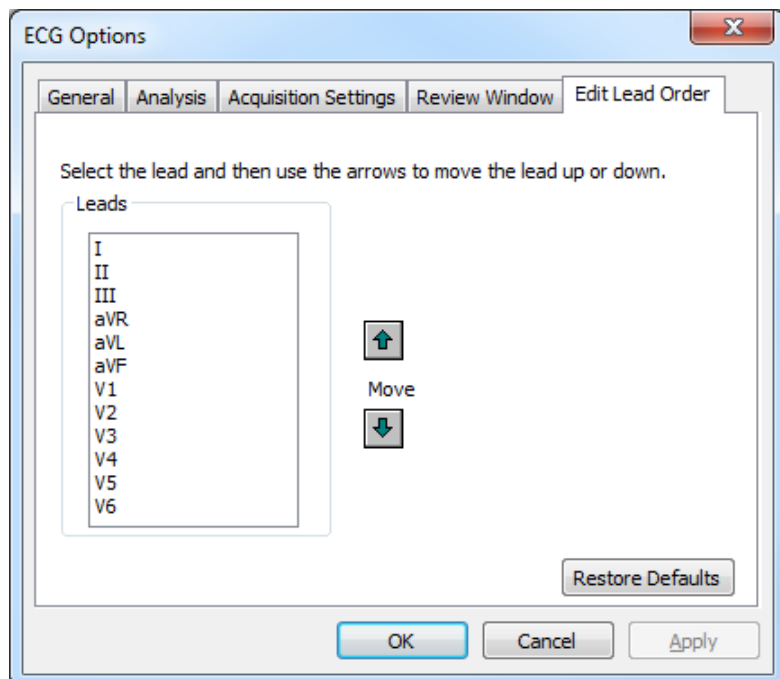 ECG Options
General Analysis Acquisition Settings Review Window Edit Lead Order
Select the lead and then use the arrows to move the lead up or down.
Leads
I
II
III
aVR
aVL
aVF
V1
V2
V3
V4
V5
V6
Move
Restore Defaults
OK Cancel Apply